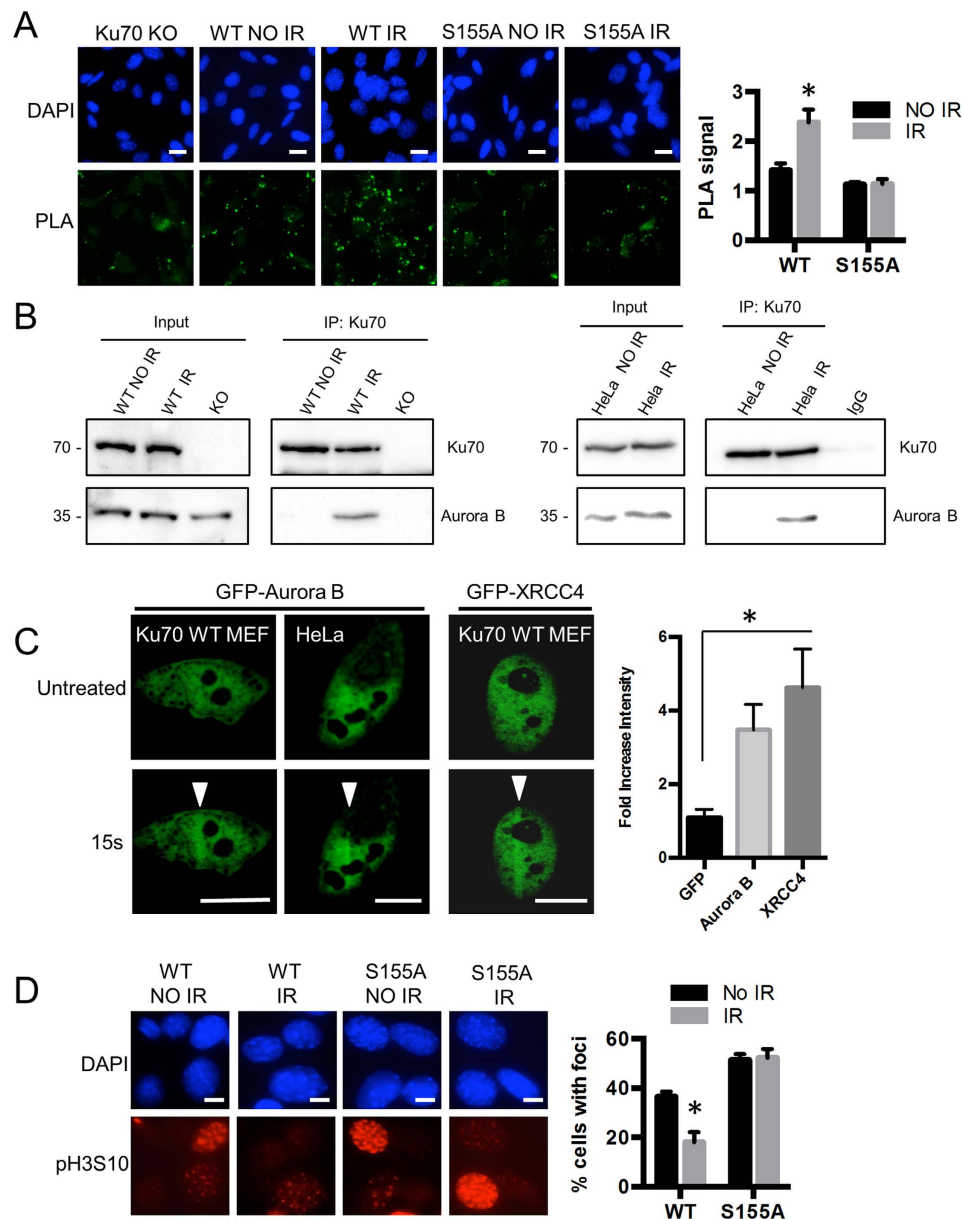 A
Ku70 KO
WT NO IR
WT IR
S155A NO IR
S155A IR
DAPI
PLA
PLA signal
3
2
1
0
*
NO IR
IR
WT
S155A
B
Input
IP: Ku70
WT NO IR
WT IR
KO
WT NO IR
WT IR
KO
70 -
Ku70
35 -
Aurora B
Input
IP: Ku70
HeLa NO IR
Hela IR
HeLa NO IR
Hela IR
IgG
70 -
Ku70
35 -
Aurora B
C
GFP-Aurora B
GFP-XRCC4
Ku70 WT MEF
HeLa
Ku70 WT MEF
Untreated
15s
Fold Increase Intensity
6
4
2
0
*
GFP
Aurora B
XRCC4
D
WT
NO IR
WT
IR
S155A
NO IR
S155A
IR
DAPI
pH3S10
% cells with foci
60
40
20
0
*
No IR
IR
WT
S155A